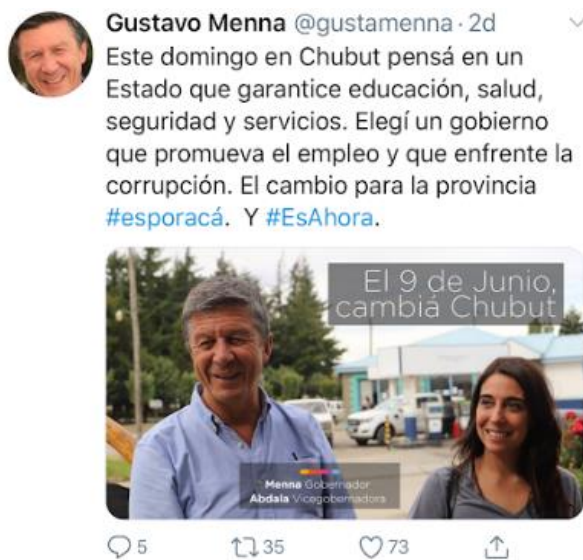 Gustavo Menna @gustamenna · 2d
Este domingo en Chubut pensá en un
Estado que garantice educación, salud,
seguridad y servicios. Elegí un gobierno
que promueva el empleo y que enfrente la
corrupción. El cambio para la provincia
#esporacá. Y #EsAhora.
El 9 de Junio,
cambiá Chubut
Menna Gobernador
Abdala Vicegobernadora
5 35 73